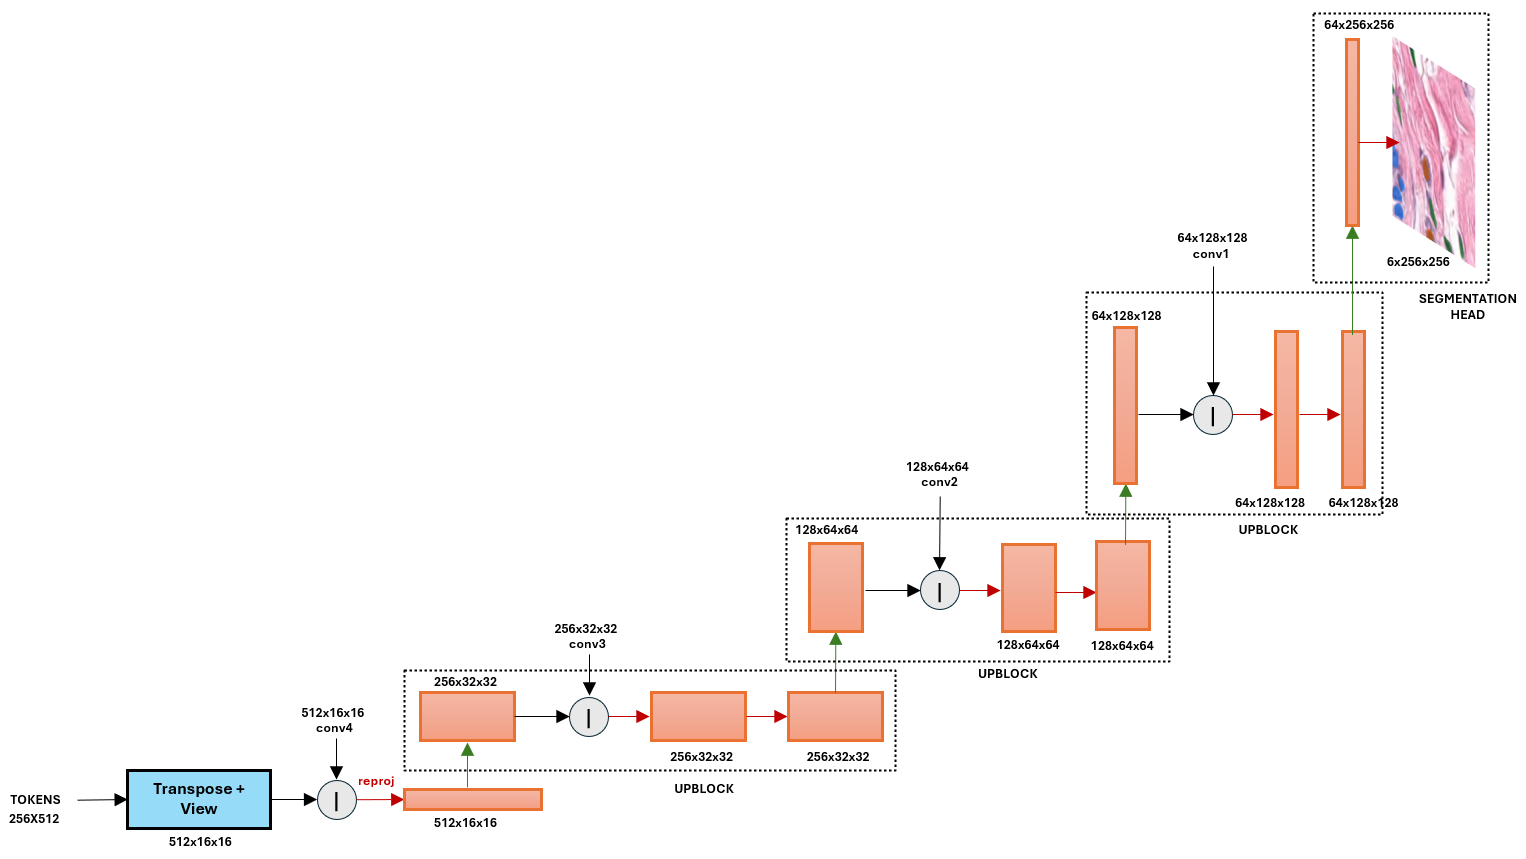 64x256x256
6x256x256
SEGMENTATION
HEAD
64x128x128
conv1
64x128x128
|
64x128x128
64x128x128
UPBLOCK
128x64x64
conv2
128x64x64
|
128x64x64
128x64x64
UPBLOCK
256x32x32
conv3
256x32x32
|
256x32x32
256x32x32
UPBLOCK
512x16x16
conv4
TOKENS
256X512
Transpose +
View
512x16x16
|
reproj
512x16x16